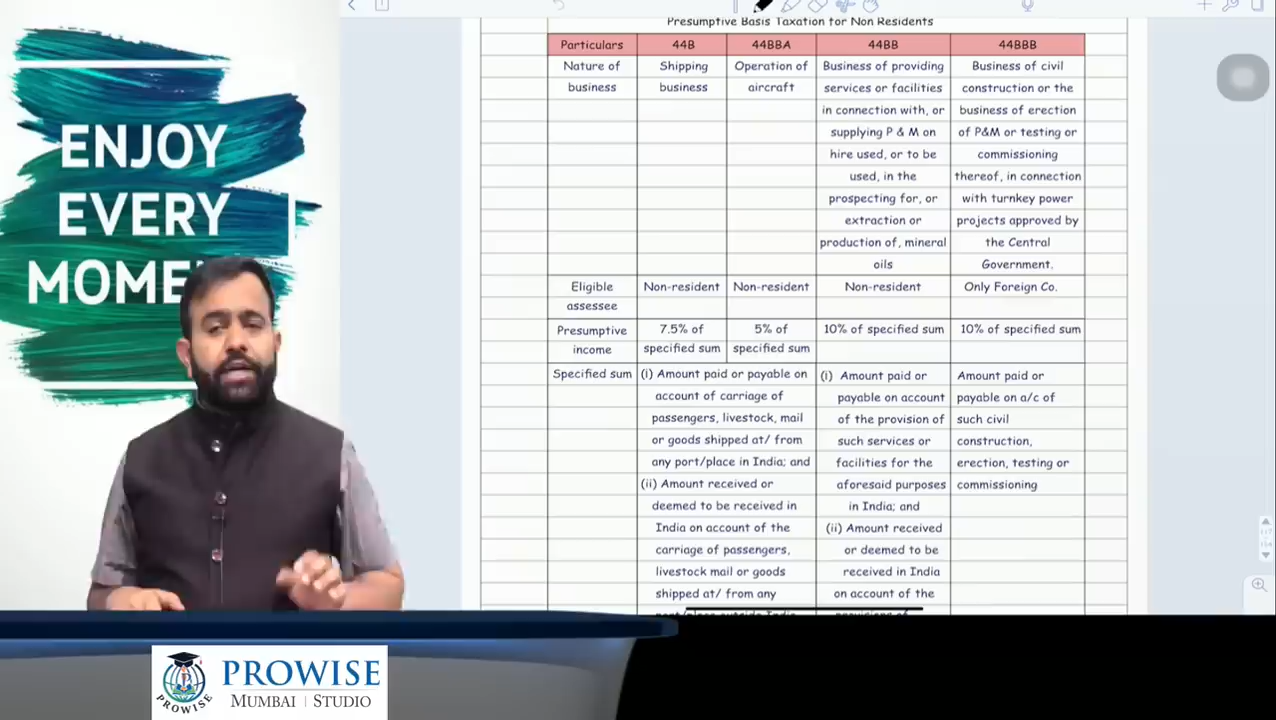 ENJOY
EVERY
Presumptive Basis Taxation for Non Residents
Particulars 44B 44BBA 44BB 44BBB
Nature of business
Shipping business
Operation of aircraft
Business of providing
services or facilities
in connection with, or
supplying P & M on
hire used, or to be
used, in the
prospecting for, or
extraction or
production of, mineral
oils
Business of civil
construction or the
business of erection
of P&M or testing or
commissioning
thereof, in connection
with turnkey power
projects approved by
the Central
Government.
Eligible assessee
Non-resident
Non-resident
Non-resident
Only Foreign Co.
Presumptive income
7.5% of specified sum
5% of specified sum
10% of specified sum
10% of specified sum
Specified sum
(i) Amount paid or payable on
account of carriage of
passengers, livestock, mail
or goods shipped at/ from
any port/place in India; and
(ii) Amount received or
deemed to be received in
India on account of the
carriage of passengers,
livestock mail or goods
shipped at/ from any
port/place outside India
(i) Amount paid or
payable on account
of the provision of
such services or
facilities for the
aforesaid purposes
in India; and
(ii) Amount received
or deemed to be
received in India
on account of the
provisions of
Amount paid or
payable on a/c of
such civil
construction,
erection, testing or
commissioning
PROWISE
PROWISE
MUMBAI | STUDIO